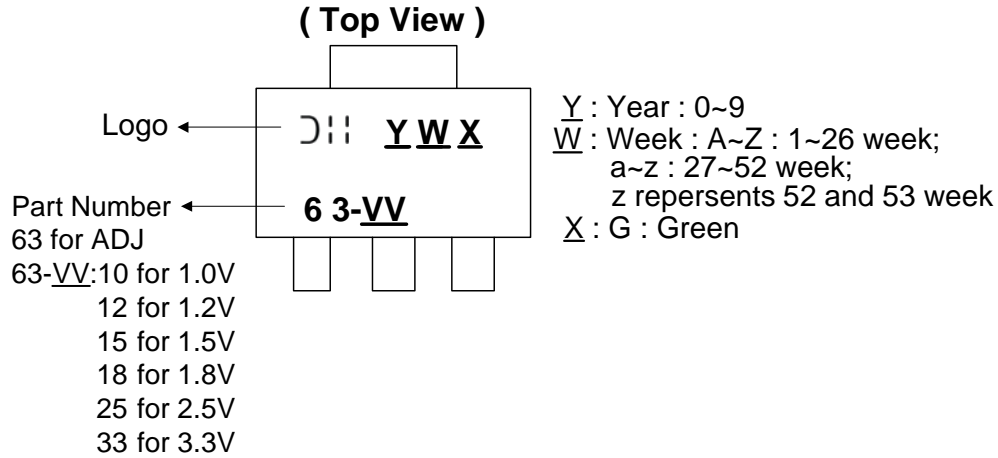 ( Top View )
Logo
Y W X
Part Number
6 3-VV
63 for ADJ
63-VV:10 for 1.0V
12 for 1.2V
15 for 1.5V
18 for 1.8V
25 for 2.5V
33 for 3.3V
Y : Year : 0~9
W : Week : A~Z : 1~26 week;
a~z : 27~52 week;
z repersents 52 and 53 week
X : G : Green